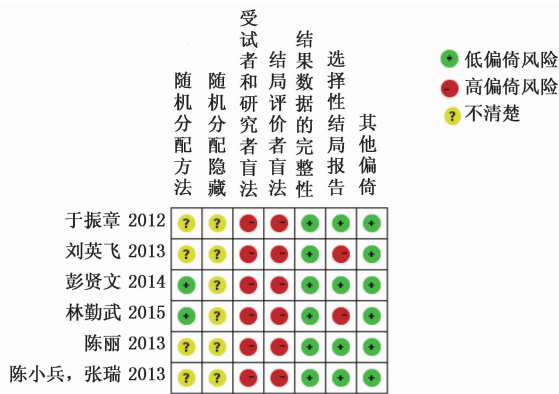 随机分配方法
随机分配隐藏
受试者和研究者盲法
结局评价者盲法
结果数据的完整性
选择性结局报告
其他偏倚
+ 低偏倚风险
- 高偏倚风险
? 不清楚
于振章 2012 ? ? - - + + +
刘英飞 2013 ? ? - - + - +
彭贤文 2014 + ? - - + + +
林勤武 2015 + ? - - + - +
陈丽 2013 ? ? - - + + +
陈小兵，张瑞 2013 ? ? - - + + +